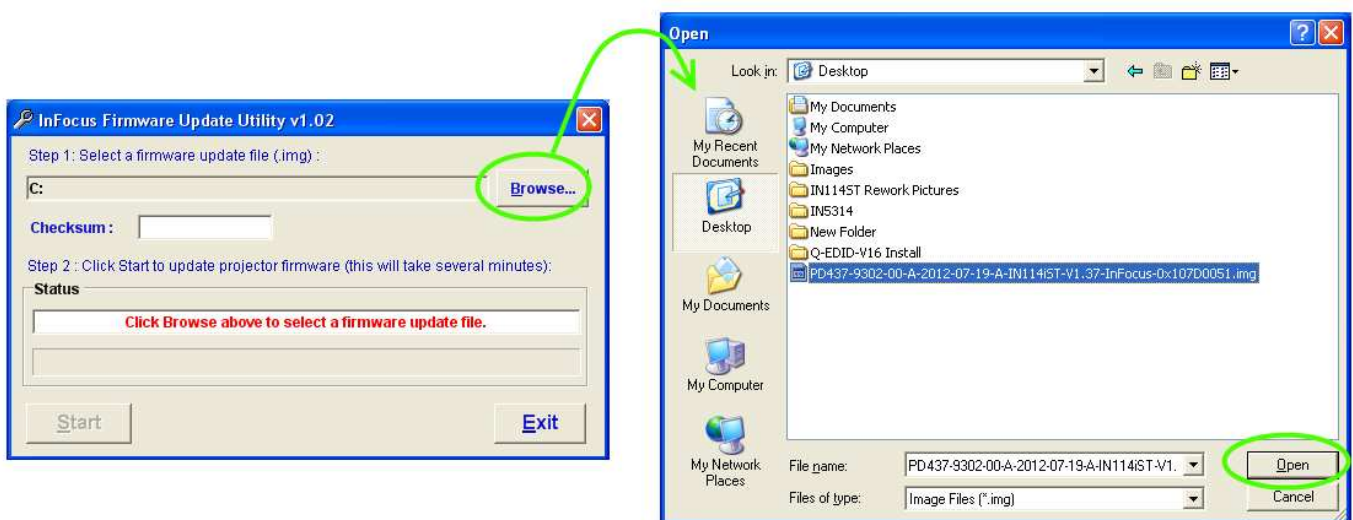 InFocus Firmware Update Utility v1.02
Step 1: Select a firmware update file (.img) :
C:
Browse...
Checksum :
Step 2 : Click Start to update projector firmware (this will take several minutes):
Status
Click Browse above to select a firmware update file.
Start
Exit
Open
Look in:
Desktop
My Recent
Documents
Desktop
My Documents
My Computer
My Network
Places
My Documents
My Computer
My Network Places
Images
IN114ST Rework Pictures
IN5314
New Folder
Q-EDID-V16 Install
PD437-9302-00-A-2012-07-19-A-IN114iST-V1.37-InFocus-0x107D0051.img
File name:
PD437-9302-00-A-2012-07-19-A-IN114iST-V1.
Open
Files of type:
Image Files (*.img)
Cancel